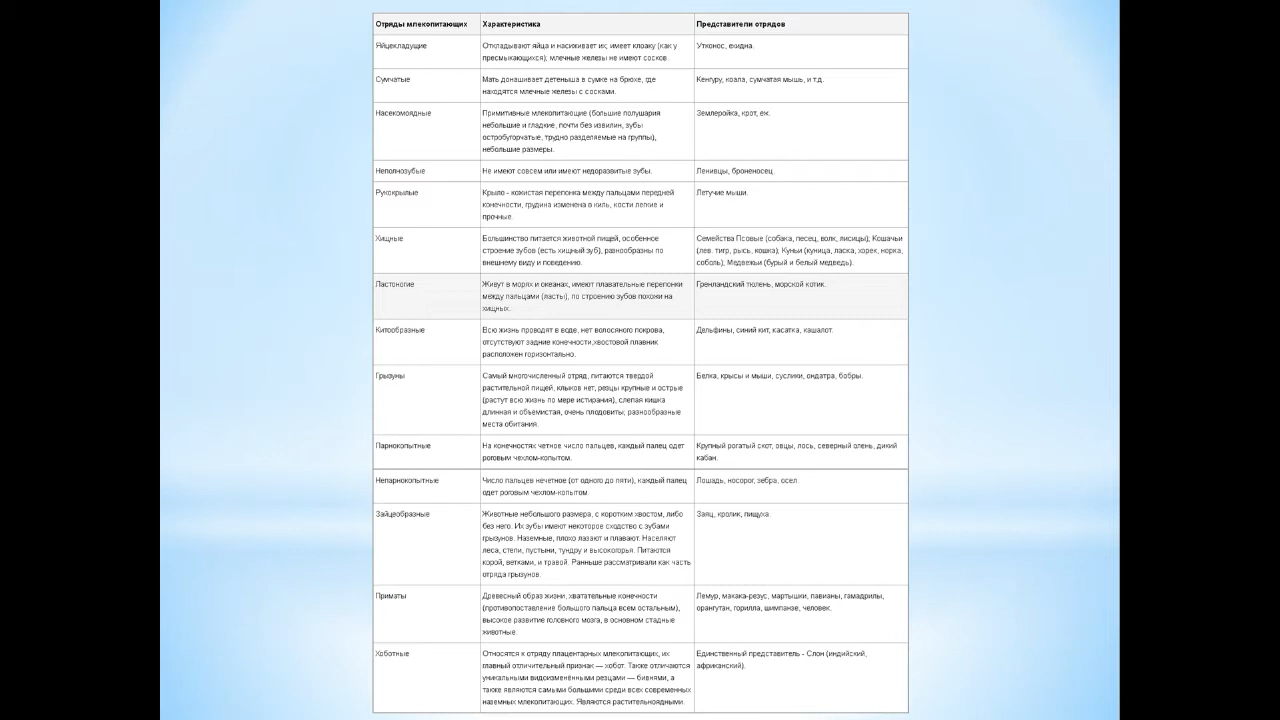 Отряды млекопитающих
Характеристика
Представители отрядов
Яйцекладущие
Откладывают яйца и насиживает их, имеет клоаку (как у
пресмыкающихся); млечные железы не имеют сосков.
Утконос, ехидна.
Сумчатые
Мать донашивает детеныша в сумке на брюхе, где
находятся млечные железы с сосками.
Кенгуру, коала, сумчатая мышь, и т.д.
Насекомоядные
Примитивные млекопитающие (большие полушария
небольшие и гладкие, почти без извилин, зубы
остробугорчатые, трудно разделяемые на группы),
небольшие размеры.
Землеройка, крот, еж.
Неполнозубые
Не имеют совсем или имеют недоразвитые зубы.
Ленивцы, броненосец.
Рукокрылые
Крыло - кожистая перепонка между пальцами передней
конечности, грудина изменена в киль, кости легкие и
прочные.
Летучие мыши.
Хищные
Большинство питается животной пищей, особенное
строение зубов (есть хищный зуб), разнообразны по
внешнему виду и поведению.
Семейства Псовые (собака, песец, волк, лисицы); Кошачьи
(лев. тигр, рысь, кошка); Куньи (куница, ласка, хорек, норка,
соболь); Медвежьи (бурый и белый медведь).
Ластоногие
Живут в морях и океанах, имеют плавательные перепонки
между пальцами (ласты), по строению зубов похожи на
хищных.
Гренландский тюлень, морской котик.
Китообразные
Всю жизнь проводят в воде, нет волосяного покрова,
отсутствуют задние конечности,хвостовой плавник
расположен горизонтально.
Дельфины, синий кит, касатка, кашалот.
Грызуны
Самый многочисленный отряд, питаются твердой
растительной пищей, клыков нет, резцы крупные и острые
(растут всю жизнь по мере истирания), слепая кишка
длинная и объемистая, очень плодовиты; разнообразные
места обитания.
Белка, крысы и мыши, суслики, ондатра, бобры.
Парнокопытные
На конечностях четное число пальцев, каждый палец одет
роговым чехлом-копытом.
Крупный рогатый скот, овцы, лось, северный олень, дикий
кабан.
Непарнокопытные
Число пальцев нечетное (от одного до пяти), каждый палец
одет роговым чехлом-копытом.
Лошадь, носорог, зебра, осел.
Зайцеобразные
Животные небольшого размера, с коротким хвостом, либо
без него. Их зубы имеют некоторое сходство с зубами
грызунов. Наземные, плохо лазают и плавают. Населяют
леса, степи, пустыни, тундру и высокогорья. Питаются
корой, ветками, и травой. Раньше рассматривали как часть
отряда грызунов.
Заяц, кролик, пищуха.
Приматы
Древесный образ жизни, хватательные конечности
(противопоставление большого пальца всем остальным),
высокое развитие головного мозга, в основном стадные
животные.
Лемур, макака-резус, мартышки, павианы, гамадрилы,
орангутан, горилла, шимпанзе, человек.
Хоботные
Относятся к отряду плацентарных млекопитающих, их
главный отличительный признак — хобот. Также отличаются
уникальными видоизменёнными резцами — бивнями, а
также являются самыми большими среди всех современных
наземных млекопитающих. Являются растительноядными.
Единственный представитель - Слон (индийский,
африканский).